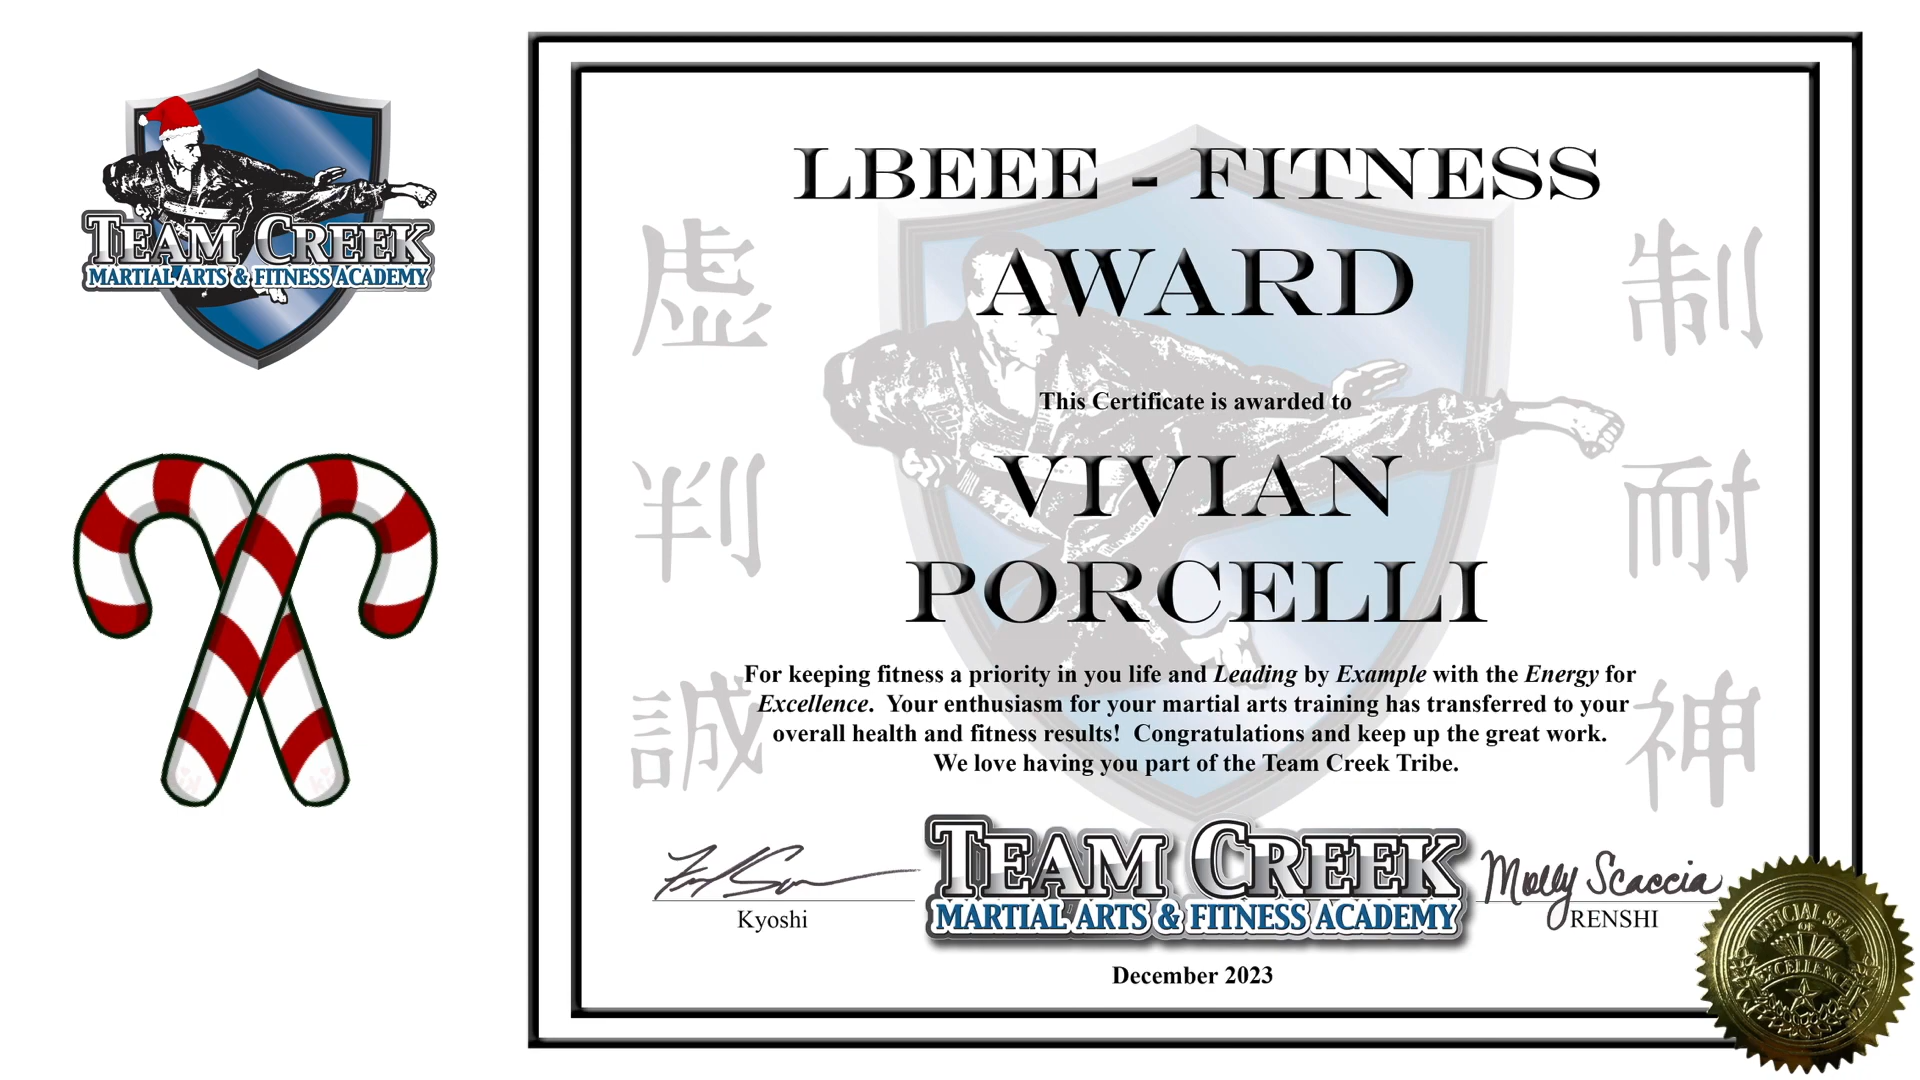 TEAM CREEK
MARTIAL ARTS & FITNESS ACADEMY
LBEEE - FITNESS
AWARD
This Certificate is awarded to
VIVIAN
PORCELLI
For keeping fitness a priority in you life and Leading by Example with the Energy for
Excellence.  Your enthusiasm for your martial arts training has transferred to your
overall health and fitness results!  Congratulations and keep up the great work.
We love having you part of the Team Creek Tribe.
虚
判
誠
制
耐
神
Kyoshi
TEAM CREEK
MARTIAL ARTS & FITNESS ACADEMY
Molly Scaccia
RENSHI
December 2023
OFFICIAL SEAL
OF
EXCELLENCE